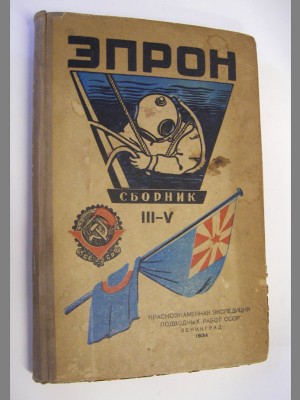 ЭПРОН
СБОРНИК
III-V
КРАСНОЗНАМЕННАЯ ЭКСПЕДИЦИЯ
ПОДВОДНЫХ РАБОТ СССР
ЛЕНИНГРАД
1934